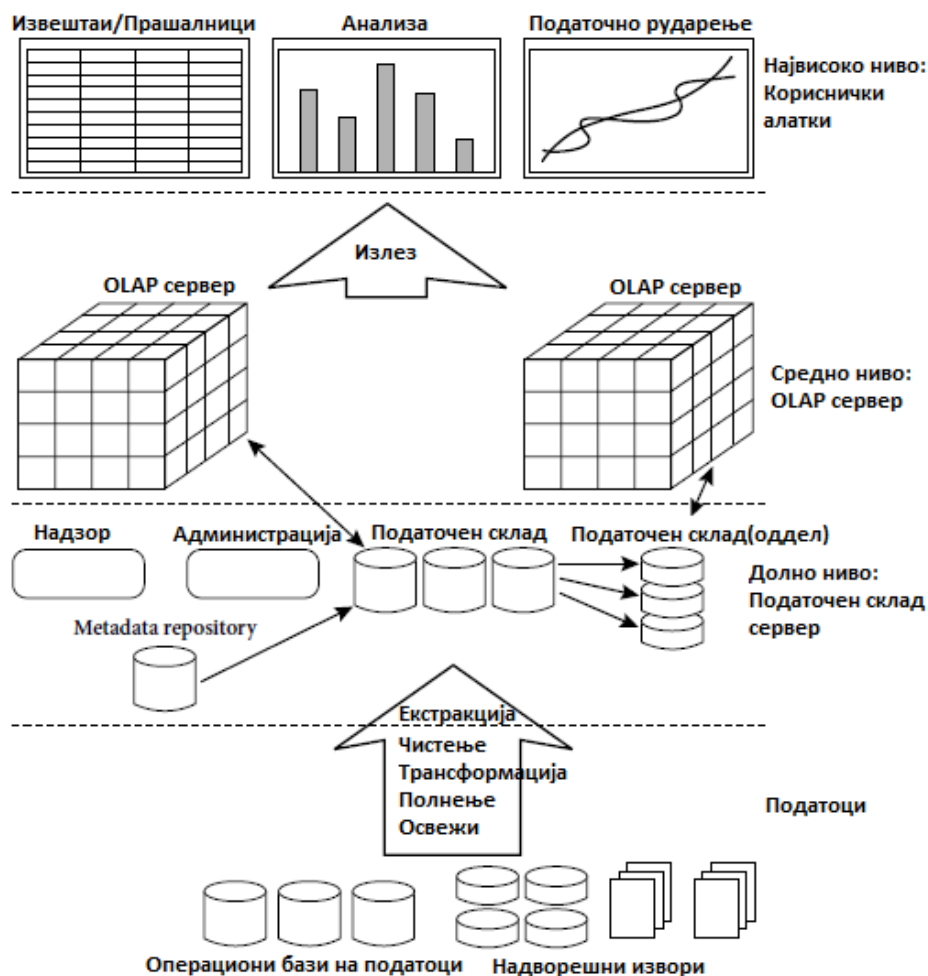 Извештаи/Прашалници
Анализа
Податочно рударење
Највисоко ниво:
Кориснички
алатки
Излез
OLAP сервер
OLAP сервер
Средно ниво:
OLAP сервер
Надзор
Администрација
Податочен склад
Податочен склад(оддел)
Долно ниво:
Податочен склад
сервер
Metadata repository
Екстракција
Чистење
Трансформација
Полнење
Освежи
Податоци
Операциони бази на податоци
Надворешни извори